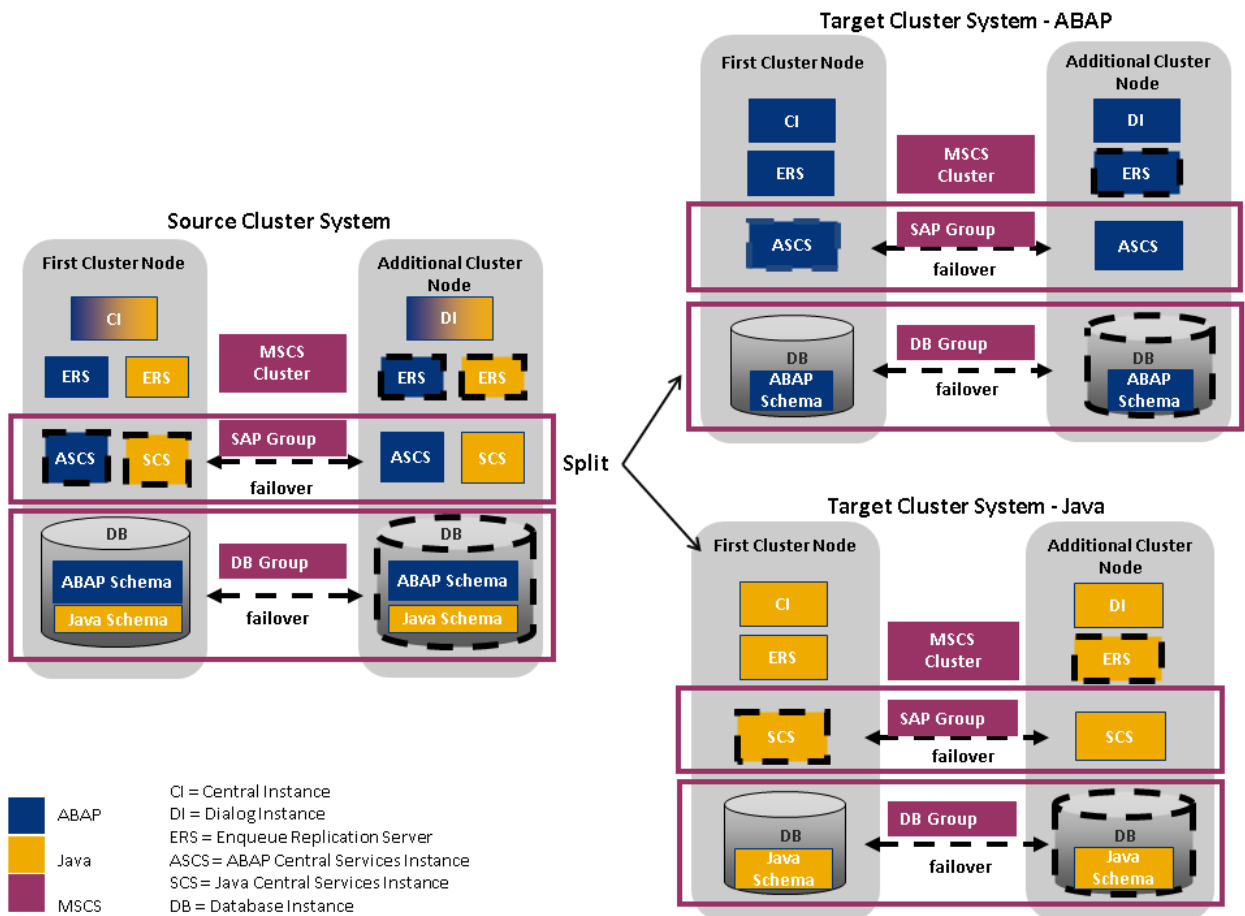 Source Cluster System
First Cluster Node
Additional Cluster
Node
CI
DI
MSCS
Cluster
ERS
ERS
ERS
ERS
SAP Group
ASCS
SCS
failover
ASCS
SCS
DB
DB
DB Group
ABAP Schema
Java Schema
failover
ABAP Schema
Java Schema
Split
Target Cluster System - ABAP
First Cluster Node
Additional Cluster
Node
CI
DI
MSCS
Cluster
ERS
ERS
SAP Group
ASCS
failover
ASCS
DB Group
DB
failover
DB
ABAP
Schema
ABAP
Schema
Target Cluster System - Java
First Cluster Node
Additional Cluster
Node
CI
DI
MSCS
Cluster
ERS
ERS
SAP Group
SCS
failover
SCS
DB Group
DB
failover
DB
Java
Schema
Java
Schema
ABAP
Java
MSCS
CI = Central Instance
DI = Dialog Instance
ERS = Enqueue Replication Server
ASCS = ABAP Central Services Instance
SCS = Java Central Services Instance
DB = Database Instance